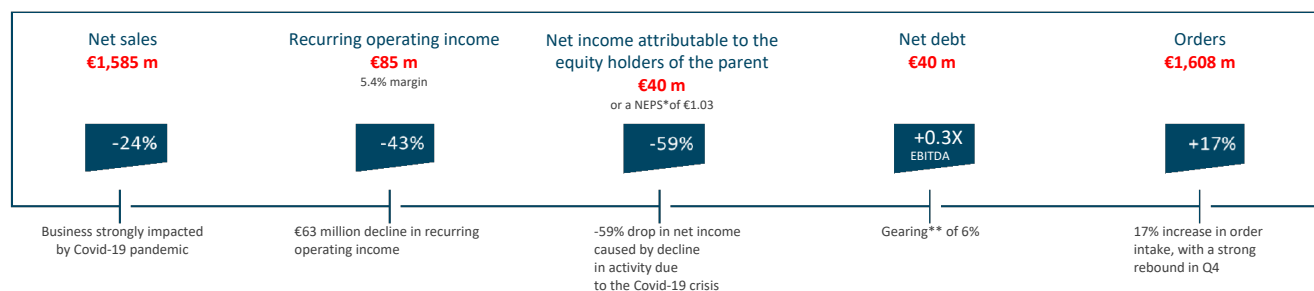 Net sales
€1,585 m
-24%
Business strongly impacted
by Covid-19 pandemic
Recurring operating income
€85 m
5.4% margin
-43%
€63 million decline in recurring
operating income
Net income attributable to the
equity holders of the parent
€40 m
or a NEPS*of €1.03
-59%
-59% drop in net income
caused by decline
in activity due
to the Covid-19 crisis
Net debt
€40 m
+0.3X
EBITDA
Gearing** of 6%
Orders
€1,608 m
+17%
17% increase in order
intake, with a strong
rebound in Q4